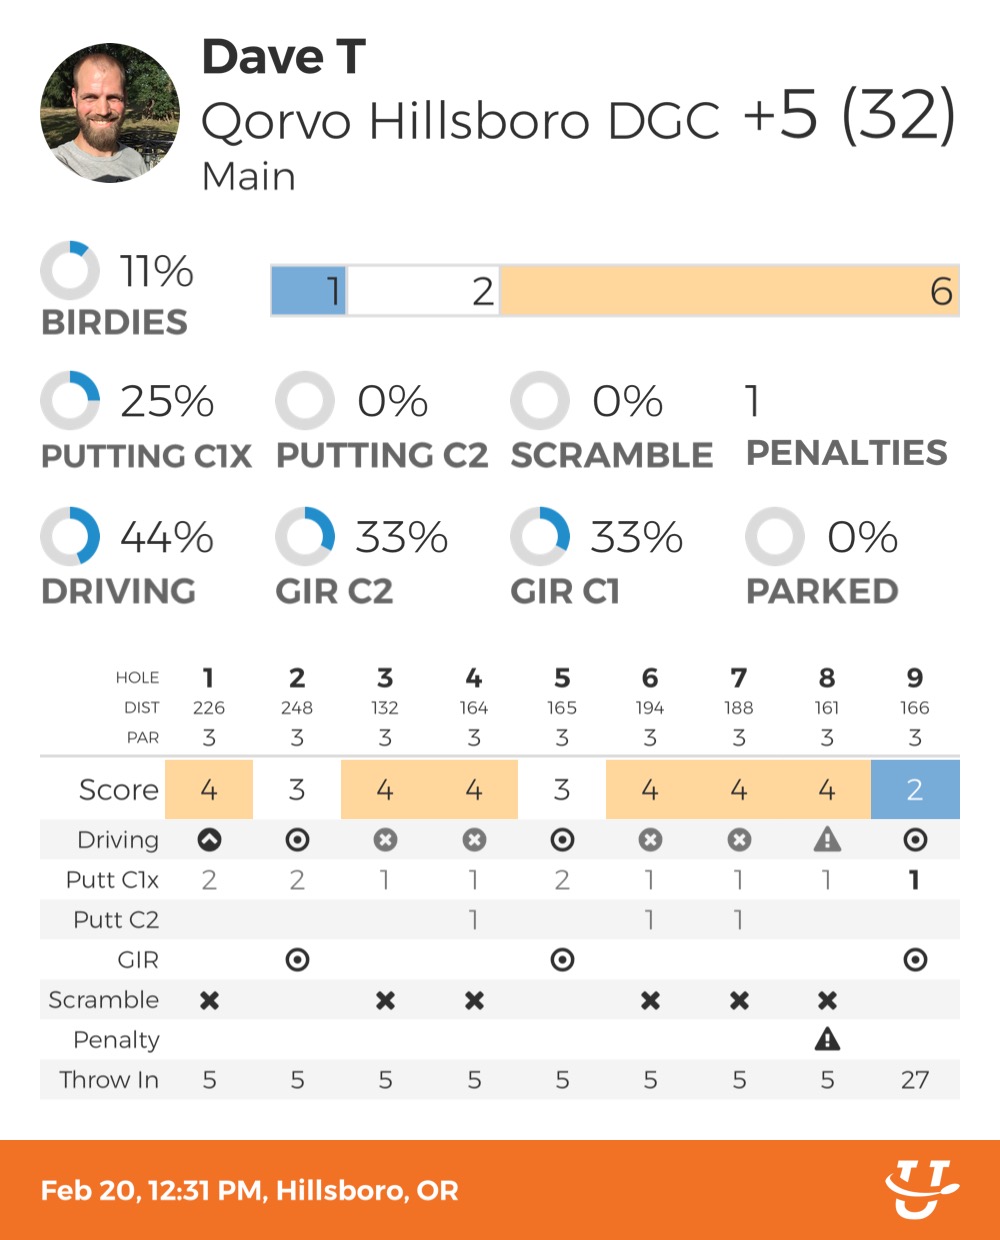 Dave T
Qorvo Hillsboro DGC +5 (32)
Main
11%
BIRDIES
1 2 6
25% 0% 0% 1
PUTTING C1X PUTTING C2 SCRAMBLE PENALTIES
44% 33% 33% 0%
DRIVING GIR C2 GIR C1 PARKED
HOLE 1 2 3 4 5 6 7 8 9
DIST 226 248 132 164 165 194 188 161 166
PAR 3 3 3 3 3 3 3 3 3
Score 4 3 4 4 3 4 4 4 2
Driving
Putt C1x 2 2 1 1 2 1 1 1 1
Putt C2 1 1 1
GIR
Scramble
Penalty
Throw In 5 5 5 5 5 5 5 5 27
Feb 20, 12:31 PM, Hillsboro, OR